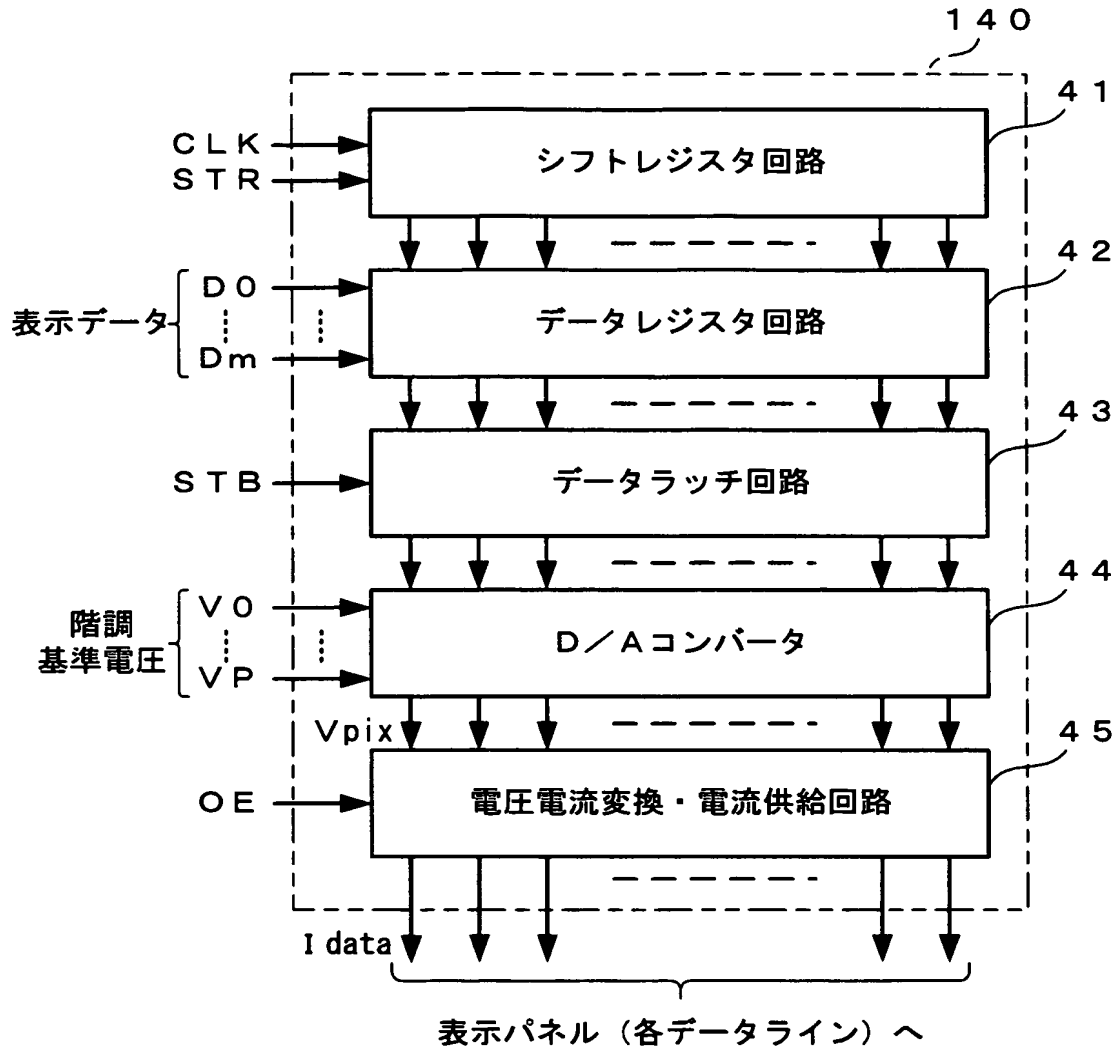 １４０
４１
ＣＬＫ
ＳＴＲ
シフトレジスタ回路
４２
表示データ
Ｄ０
Ｄｍ
データレジスタ回路
４３
ＳＴＢ
データラッチ回路
４４
階調
基準電圧
Ｖ０
ＶＰ
Ｄ／Ａコンバータ
Ｖpix
４５
ＯＥ
電圧電流変換・電流供給回路
Ｉdata
表示パネル（各データライン）へ